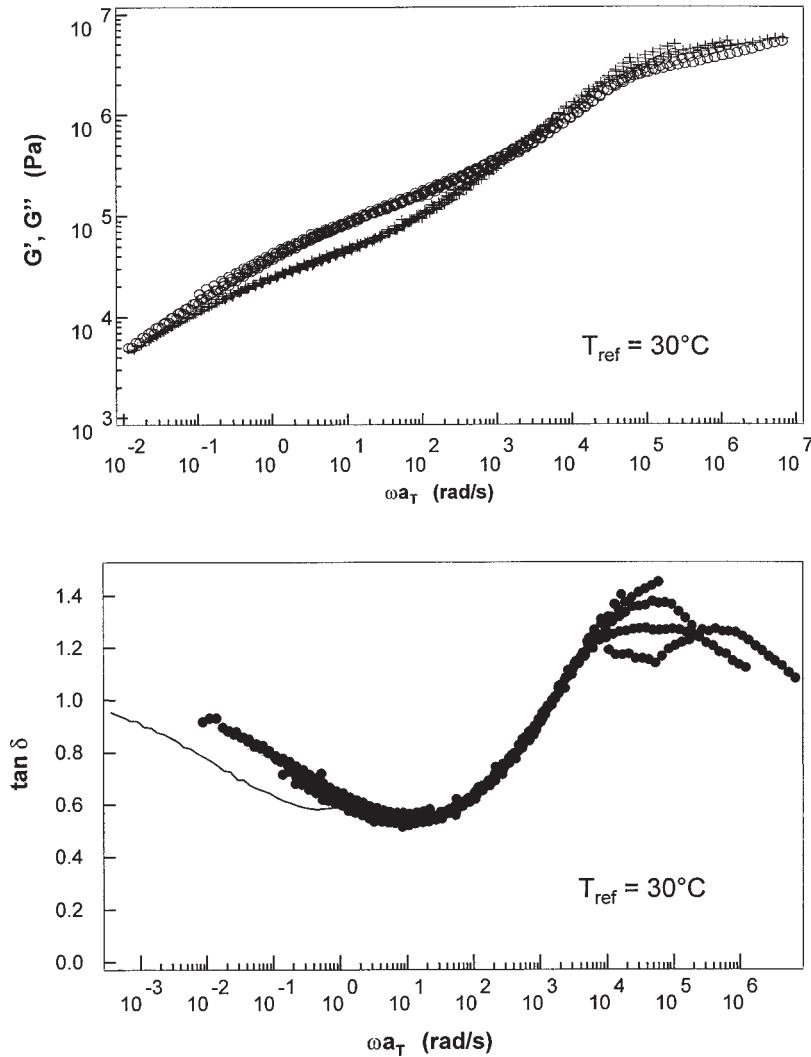 10 7
10 6
10 5
10 4
10 3
G', G'' (Pa)
T_ref = 30°C
10 -2 10 -1 10 0 10 1 10 2 10 3 10 4 10 5 10 6 10 7
ωa_T (rad/s)
1.4
1.2
1.0
0.8
0.6
0.4
0.2
0.0
tan δ
T_ref = 30°C
10 -3 10 -2 10 -1 10 0 10 1 10 2 10 3 10 4 10 5 10 6
ωa_T (rad/s)